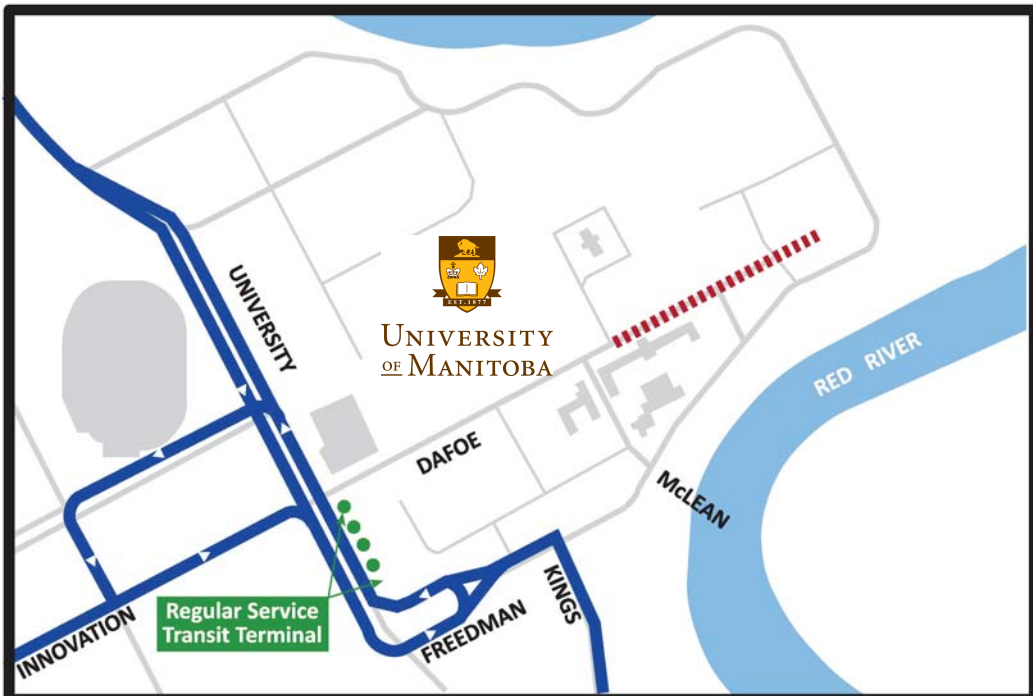 UNIVERSITY
EST. 1877
UNIVERSITY
OF MANITOBA
RED RIVER
DAFOE
McLEAN
KINGS
Regular Service
Transit Terminal
FREEDMAN
INNOVATION